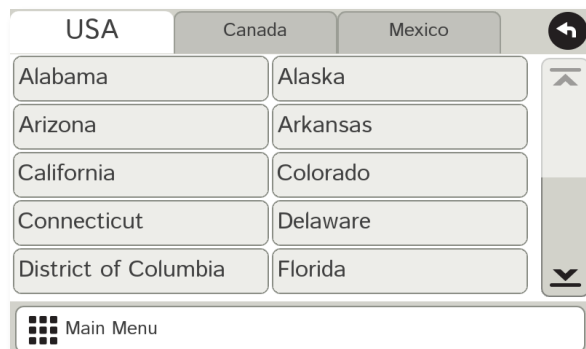 USA Canada Mexico
Alabama Alaska
Arizona Arkansas
California Colorado
Connecticut Delaware
District of Columbia Florida
Main Menu